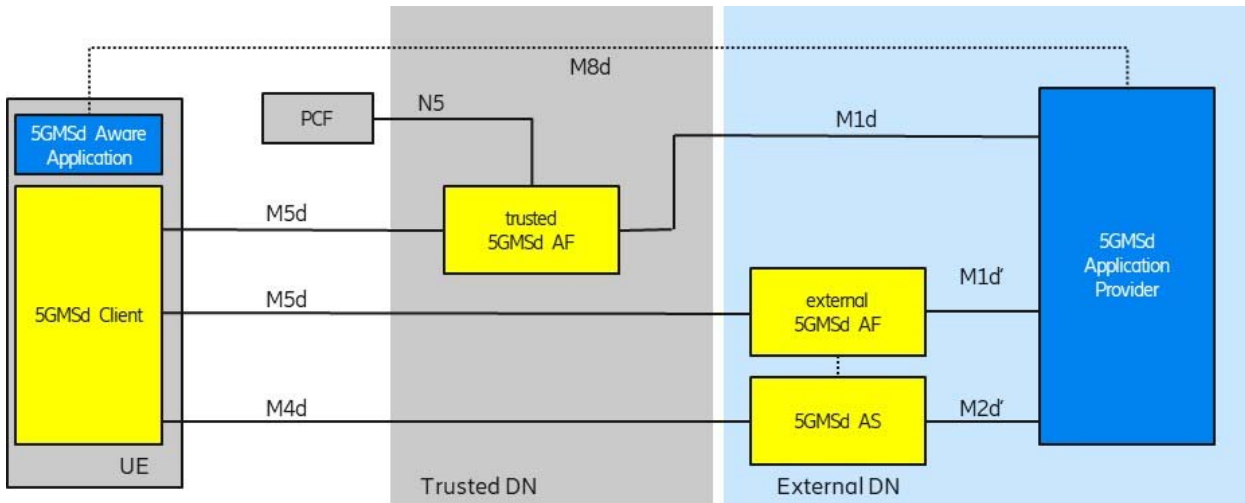 M8d
N5
PCF
M1d
5GMSd Aware
Application
M5d
trusted
5GMSd AF
5GMSd
Application
Provider
M5d
external
5GMSd AF
M1d'
5GMSd Client
M4d
5GMSd AS
M2d'
UE
Trusted DN
External DN